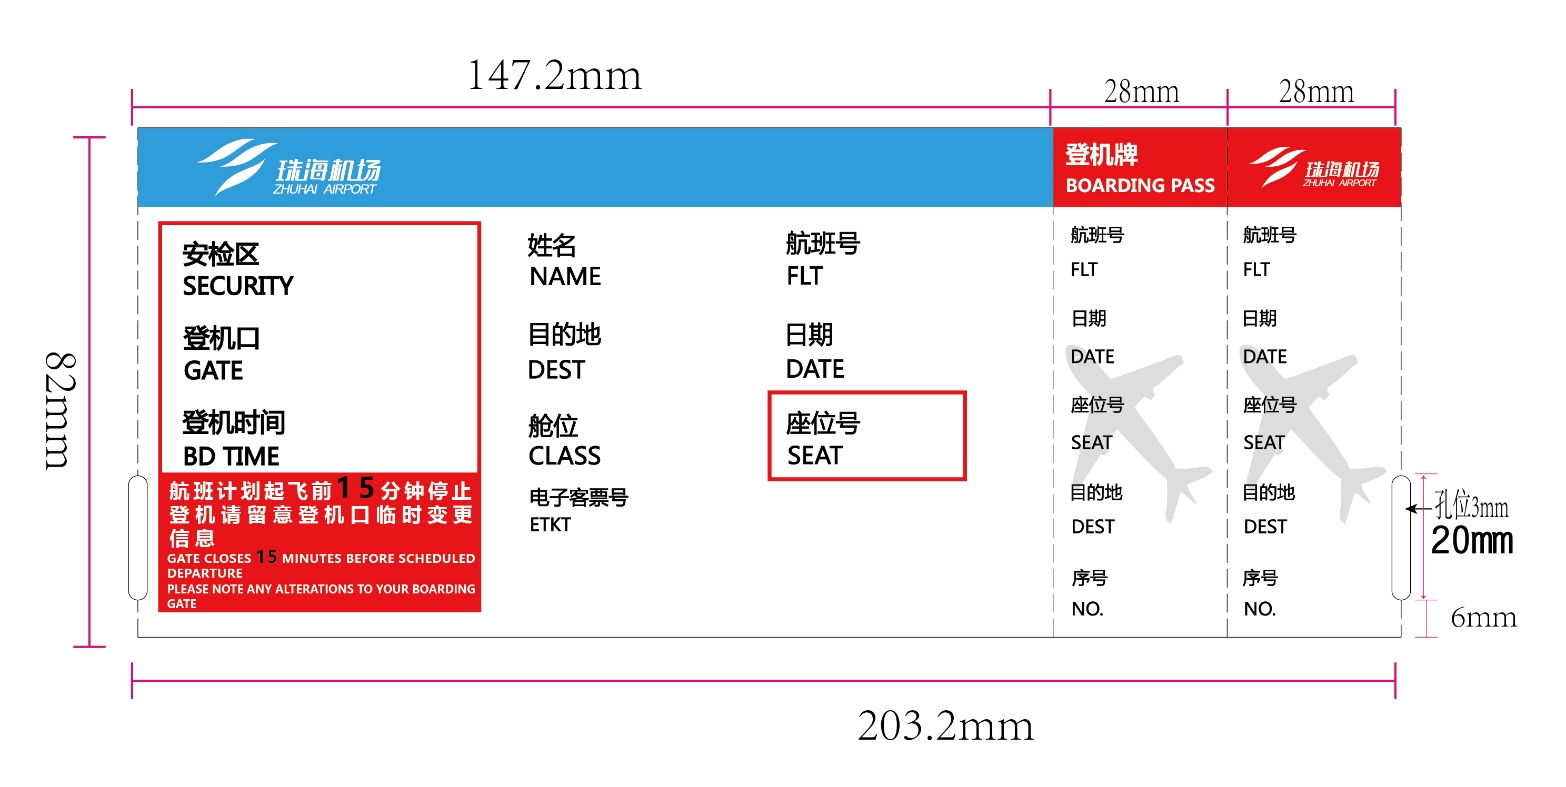 147.2mm
28mm
28mm
珠海机场
ZHUHAI AIRPORT
登机牌
BOARDING PASS
珠海机场
ZHUHAI AIRPORT
安检区
SECURITY
登机口
GATE
登机时间
BD TIME
航班计划起飞前15分钟停止
登机请留意登机口临时变更
信息
GATE CLOSES 15 MINUTES BEFORE SCHEDULED
DEPARTURE
PLEASE NOTE ANY ALTERATIONS TO YOUR BOARDING
GATE
姓名
NAME
目的地
DEST
舱位
CLASS
电子客票号
ETKT
航班号
FLT
日期
DATE
座位号
SEAT
航班号
FLT
日期
DATE
座位号
SEAT
目的地
DEST
序号
NO.
航班号
FLT
日期
DATE
座位号
SEAT
目的地
DEST
序号
NO.
82mm
孔位3mm
20mm
6mm
203.2mm